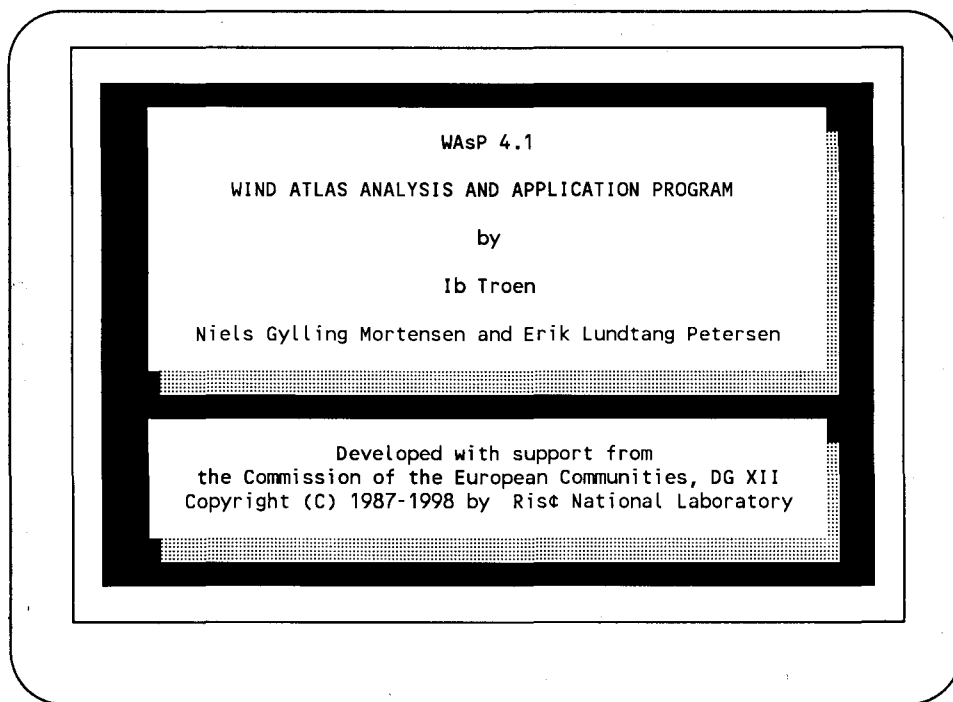 WAsP 4.1
WIND ATLAS ANALYSIS AND APPLICATION PROGRAM
by
Ib Troen
Niels Gylling Mortensen and Erik Lundtang Petersen
Developed with support from
the Commission of the European Communities, DG XII
Copyright (C) 1987-1998 by Ris¢ National Laboratory